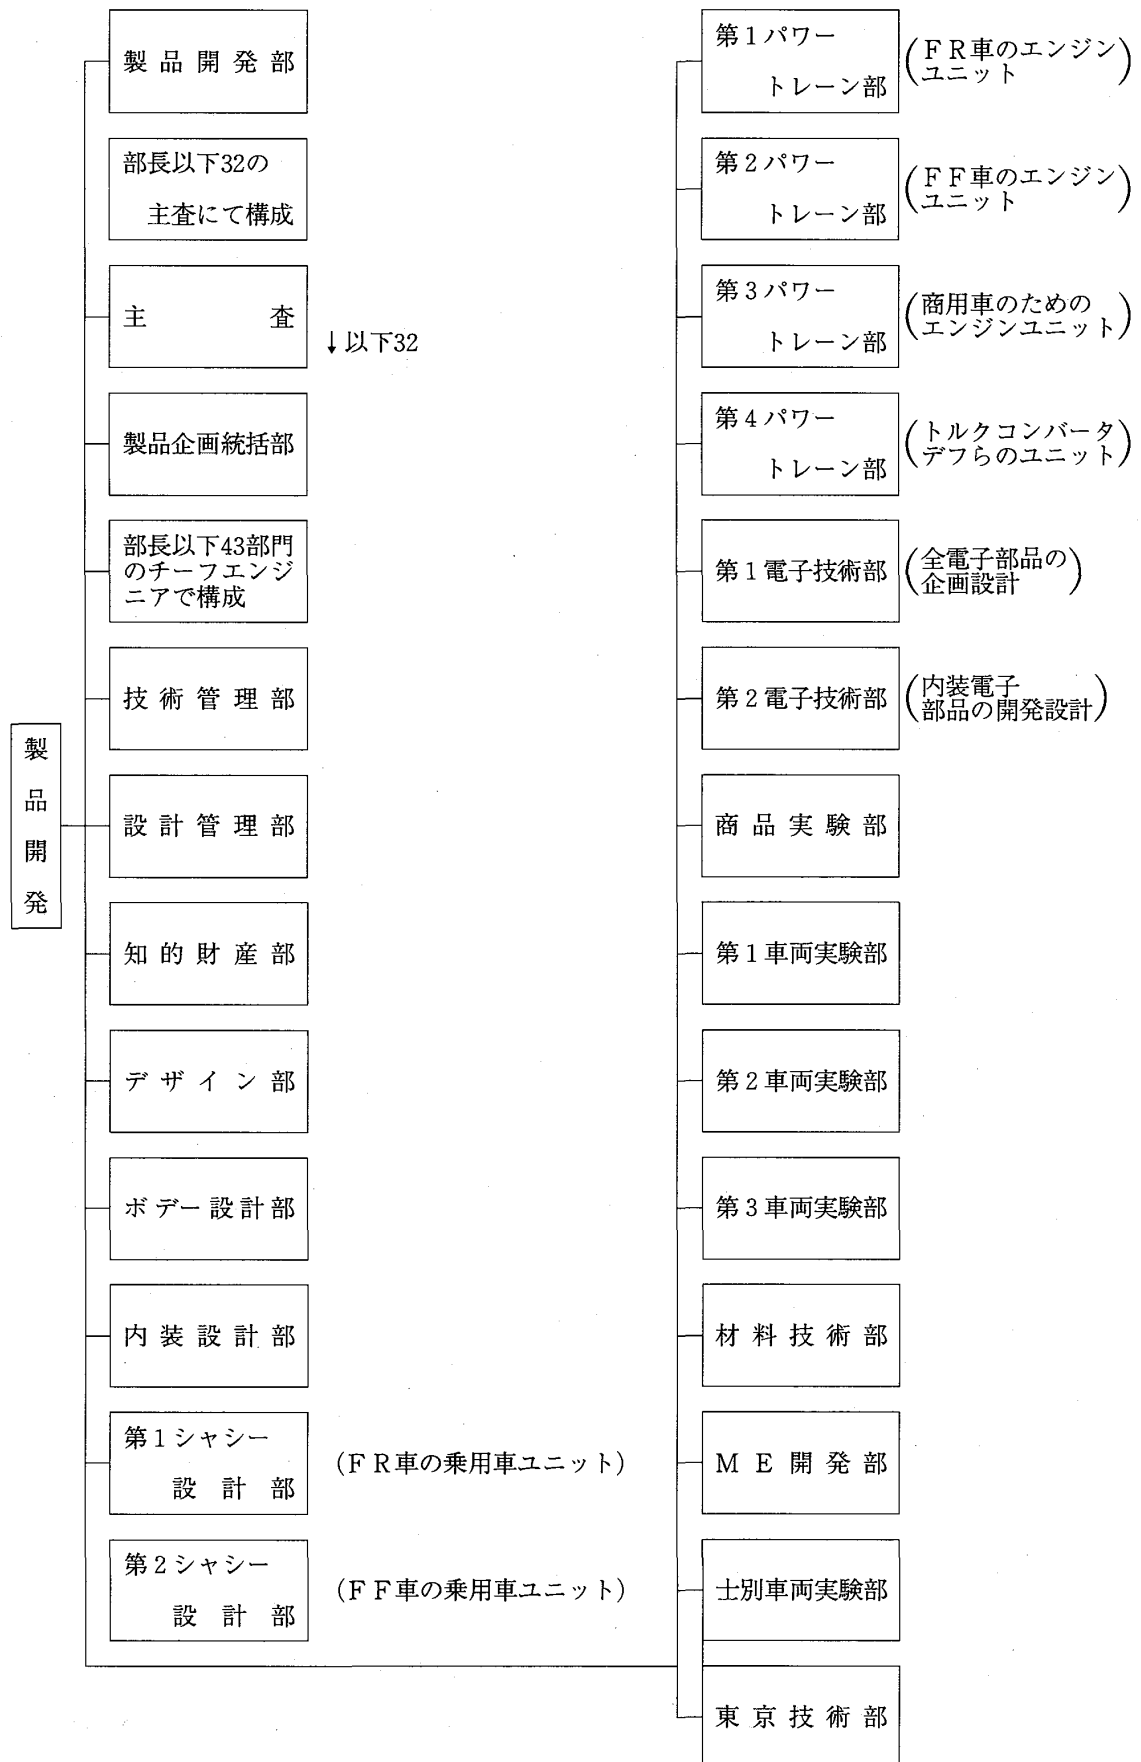 製品開発
製品開発部
部長以下32の
主査にて構成
主査
↓以下32
製品企画統括部
部長以下43部門
のチーフエンジ
ニアで構成
技術管理部
設計管理部
知的財産部
デザイン部
ボデー設計部
内装設計部
第1シャシー
設計部
(FR車の乗用車ユニット)
第2シャシー
設計部
(FF車の乗用車ユニット)
第1パワー
トレーン部
(FR車のエンジン
ユニット)
第2パワー
トレーン部
(FF車のエンジン
ユニット)
第3パワー
トレーン部
(商用車のための
エンジンユニット)
第4パワー
トレーン部
(トルクコンバータ
デフらのユニット)
第1電子技術部
(全電子部品の
企画設計)
第2電子技術部
(内装電子
部品の開発設計)
商品実験部
第1車両実験部
第2車両実験部
第3車両実験部
材料技術部
ME開発部
士別車両実験部
東京技術部